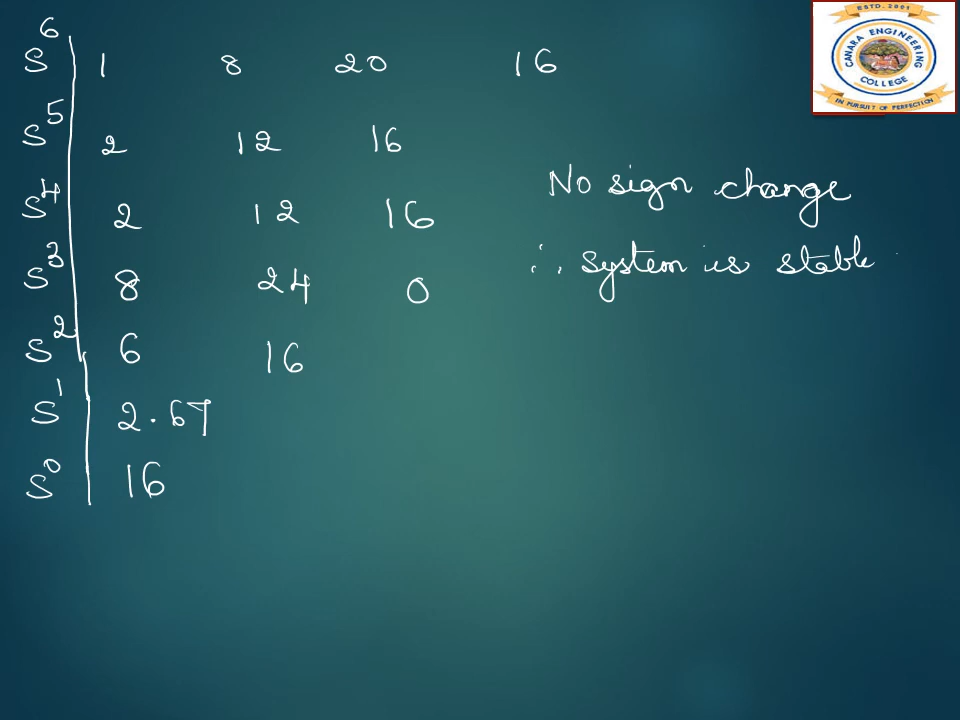 S⁶ | 1 8 20 16
S⁵ | 2 12 16
S⁴ | 2 12 16
S³ | 8 24 0
S² | 6 16
S¹ | 2.67
S⁰ | 16
No sign change
∴ system is stable
ESTD. 2001
CANARA ENGINEERING
COLLEGE
IN PURSUIT OF PERFECTION